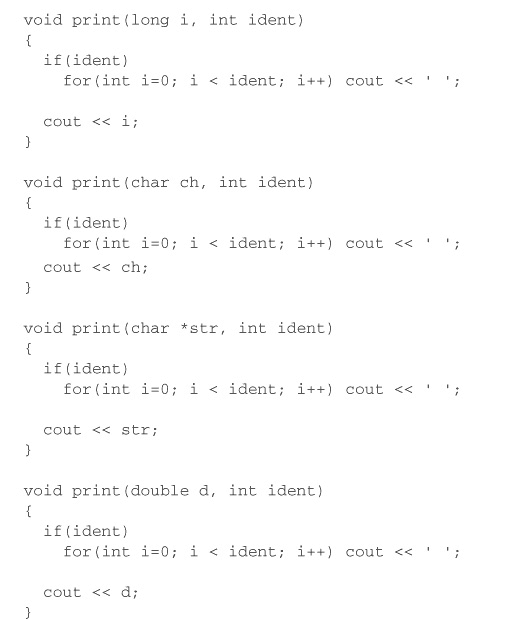 void print(long i, int ident)
{
  if(ident)
    for(int i=0; i < ident; i++) cout << ' ';

  cout << i;
}

void print(char ch, int ident)
{
  if(ident)
    for(int i=0; i < ident; i++) cout << ' ';
  cout << ch;
}

void print(char *str, int ident)
{
  if(ident)
    for(int i=0; i < ident; i++) cout << ' ';

  cout << str;
}

void print(double d, int ident)
{
  if(ident)
    for(int i=0; i < ident; i++) cout << ' ';

  cout << d;
}